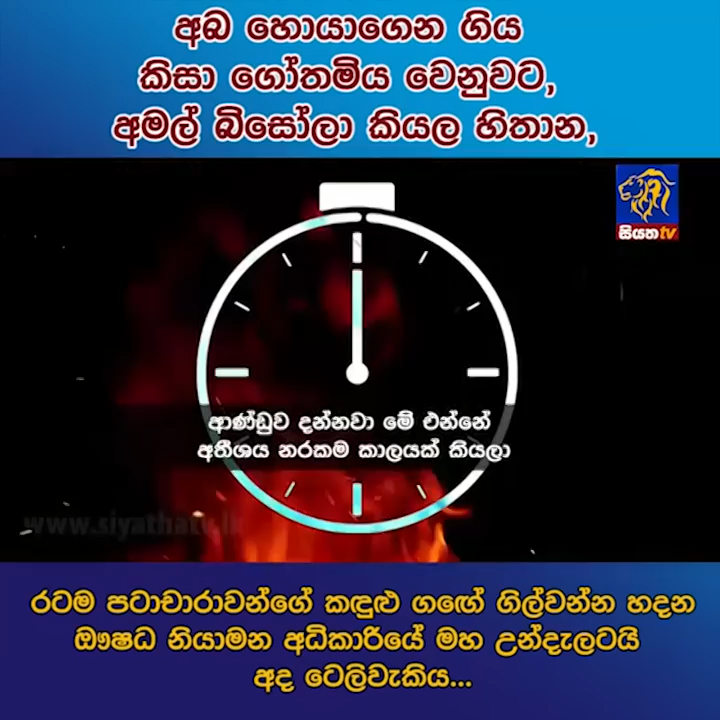 අබ හොයාගෙන ගිය
කිසා ගෝතමිය වෙනුවට,
අමල් බිසෝලා කියල හිතාන,
සියත tv
ආණ්ඩුව දන්නවා මේ එන්නේ
අතිශය නරකම කාලයක් කියලා
www.siyathatv.lk
රටම පටාචාරාවන්ගේ කඳුළු ගඟේ ගිල්වන්න හදන
ඖෂධ නියාමන අධිකාරියේ මහ උන්දැලටයි
අද ටෙලිවැකිය...